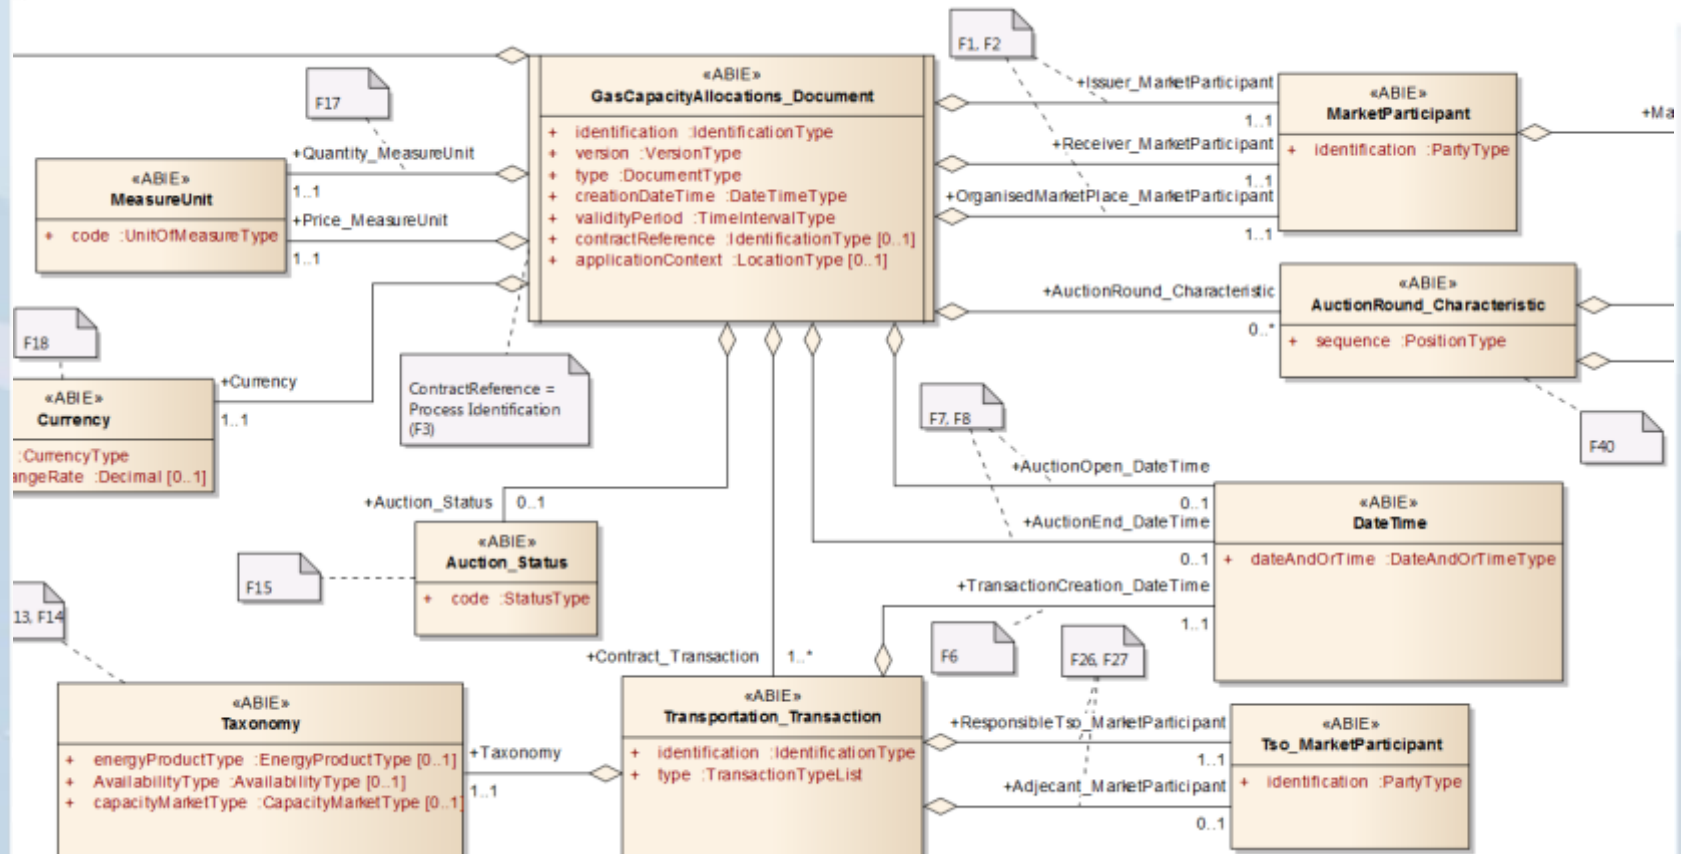 F1, F2
«ABIE»
GasCapacityAllocations_Document
+ identification :IdentificationType
+ version :VersionType
+ type :DocumentType
+ creationDateTime :DateTimeType
+ validityPeriod :TimeIntervalType
+ contractReference :IdentificationType [0..1]
+ applicationContext :LocationType [0..1]
+Issuer_MarketParticipant
1..1
+Receiver_MarketParticipant
1..1
+OrganisedMarketPlace_MarketParticipant
1..1
«ABIE»
MarketParticipant
+ identification :PartyType
+Ma
F17
+Quantity_MeasureUnit
1..1
+Price_MeasureUnit
1..1
«ABIE»
MeasureUnit
+ code :UnitOfMeasureType
+AuctionRound_Characteristic
0..*
«ABIE»
AuctionRound_Characteristic
+ sequence :PositionType
F40
F18
«ABIE»
Currency
:CurrencyType
angeRate :Decimal [0..1]
+Currency
1..1
ContractReference =
Process Identification
(F3)
F7, F8
+AuctionOpen_DateTime
0..1
+AuctionEnd_DateTime
0..1
+TransactionCreation_DateTime
1..1
«ABIE»
DateTime
+ dateAndOrTime :DateAndOrTimeType
+Auction_Status
0..1
«ABIE»
Auction_Status
+ code :StatusType
F15
13, F14
F6
F26, F27
+Contract_Transaction
1..*
«ABIE»
Taxonomy
+ energyProductType :EnergyProductType [0..1]
+ AvailabilityType :AvailabilityType [0..1]
+ capacityMarketType :CapacityMarketType [0..1]
+Taxonomy
1..1
«ABIE»
Transportation_Transaction
+ identification :IdentificationType
+ type :TransactionTypeList
+ResponsibleTso_MarketParticipant
1..1
+Adjecant_MarketParticipant
0..1
«ABIE»
Tso_MarketParticipant
+ identification :PartyType